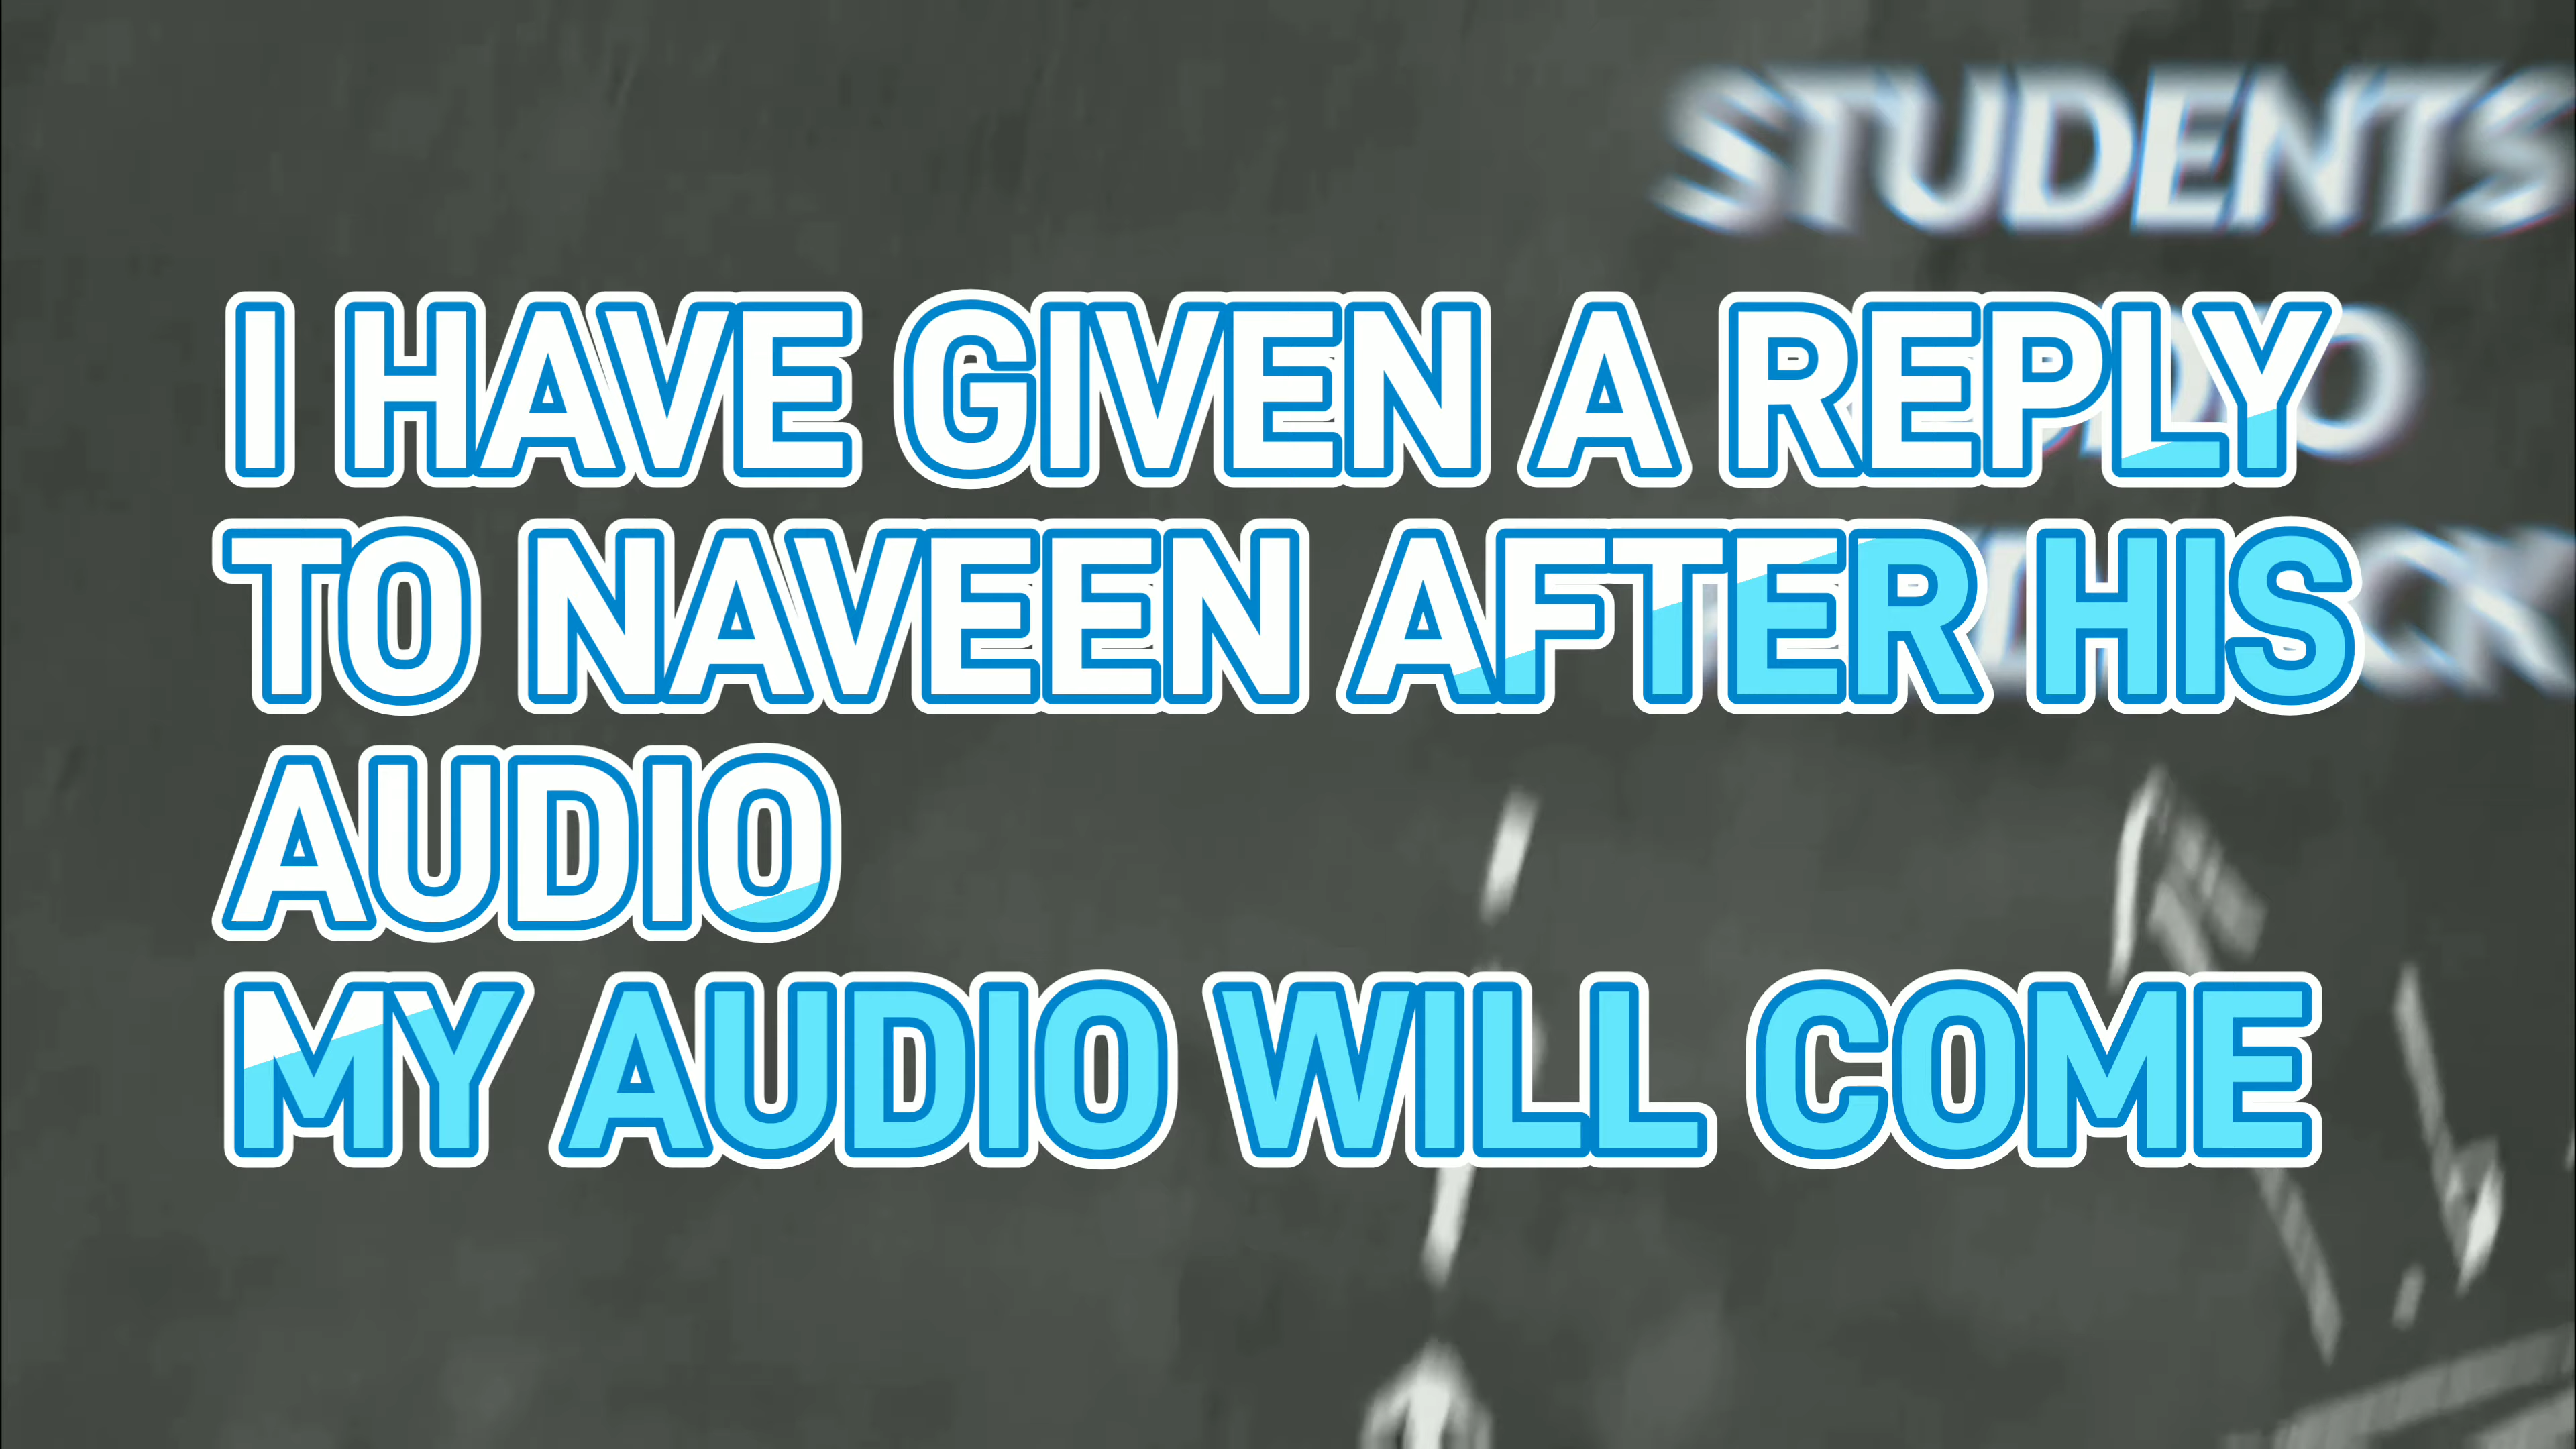 STUDENTS
I HAVE GIVEN A REPLY
TO NAVEEN AFTER HIS
AUDIO
MY AUDIO WILL COME